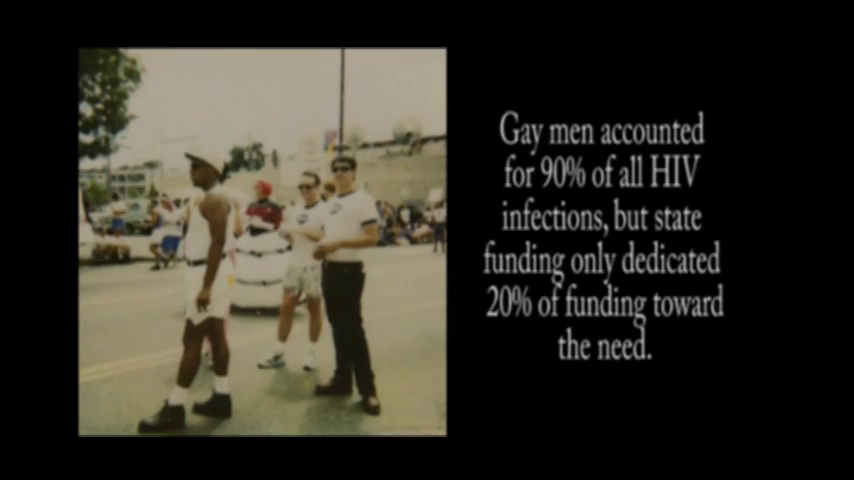 Gay men accounted
for 90% of all HIV
infections, but state
funding only dedicated
20% of funding toward
the need.